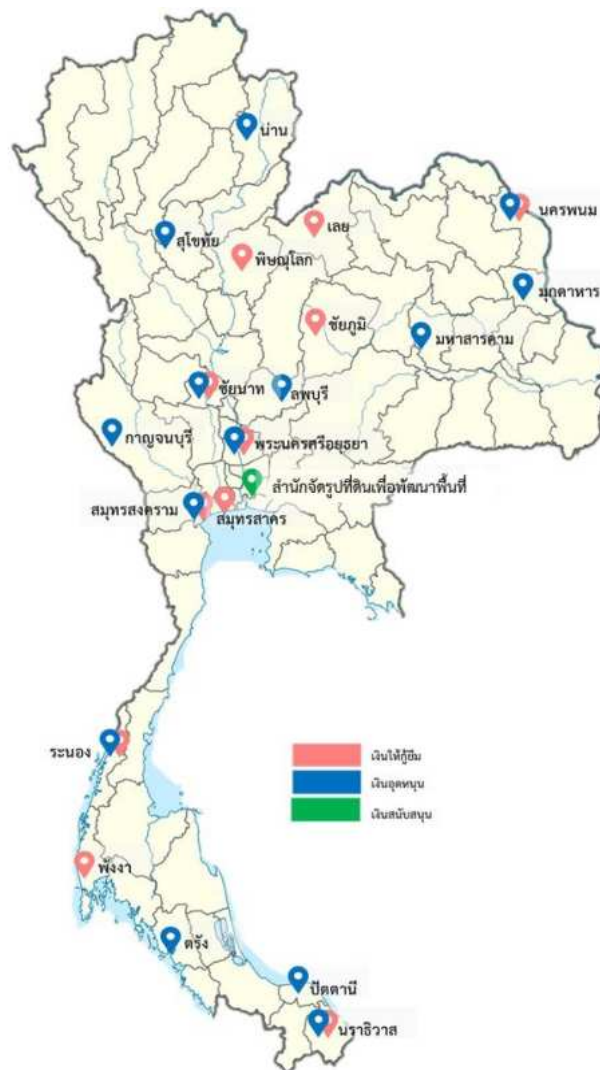 น่าน
นครพนม
เลย
สุโขทัย
พิษณุโลก
มุกดาหาร
ชัยภูมิ
มหาสารคาม
ชัยนาท
ลพบุรี
กาญจนบุรี
พระนครศรีอยุธยา
สำนักจัดรูปที่ดินเพื่อพัฒนาพื้นที่
สมุทรสงคราม
สมุทรสาคร
ระนอง
เงินให้กู้ยืม
เงินอุดหนุน
เงินสนับสนุน
พังงา
ตรัง
ปัตตานี
นราธิวาส